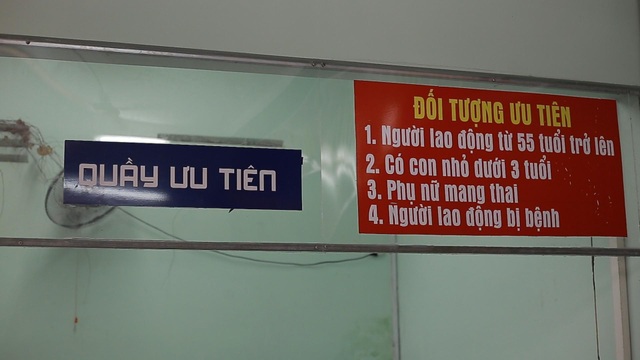 QUẦY ƯU TIÊN
ĐỐI TƯỢNG ƯU TIÊN
1. Người lao động từ 55 tuổi trở lên
2. Có con nhỏ dưới 3 tuổi
3. Phụ nữ mang thai
4. Người lao động bị bệnh